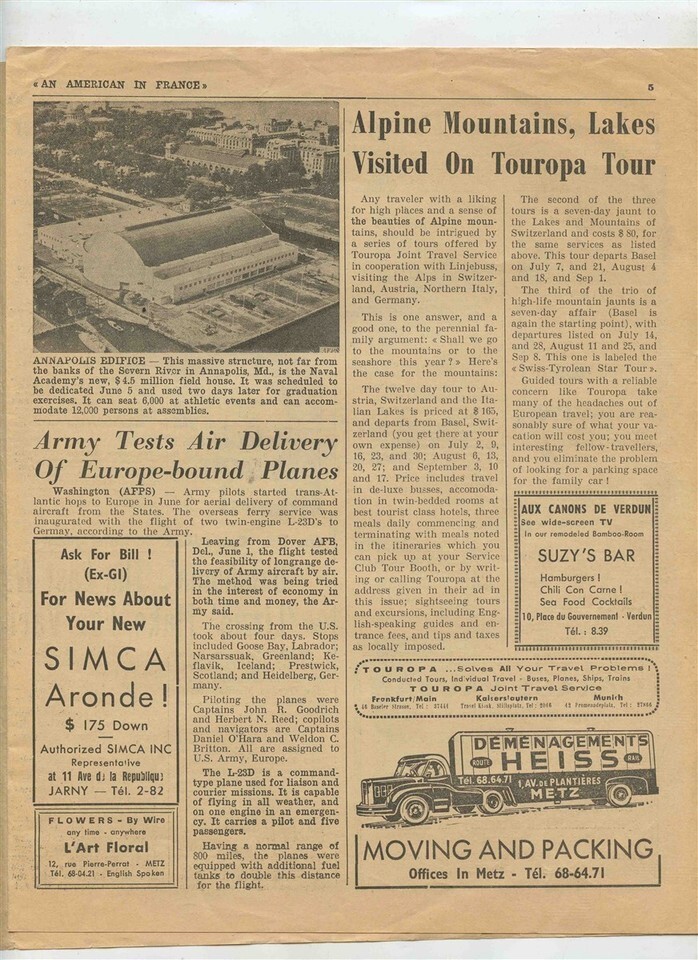 « AN AMERICAN IN FRANCE »
5
ANNAPOLIS EDIFICE — This massive structure, not far from
the banks of the Severn River in Annapolis, Md., is the Naval
Academy's new, $ 4.5 million field house. It was scheduled to
be dedicated June 5 and used two days later for graduation
exercises. It can seat 6,000 at athletic events and can accom-
modate 12,000 persons at assemblies.
Army Tests Air Delivery
Of Europe-bound Planes
Washington (AFPS) — Army pilots started trans-At-
lantic hops to Europe in June for aerial delivery of command
aircraft from the States. The overseas ferry service was
inaugurated with the flight of two twin-engine L-23D's to
Germay, according to the Army.
Leaving from Dover AFB,
Del., June 1, the flight tested
the feasibility of longrange de-
livery of Army aircraft by air.
The method was being tried
in the interest of economy in
both time and money, the Ar-
my said.
The crossing from the U.S.
took about four days. Stops
included Goose Bay, Labrador;
Narsarssuak, Greenland; Ke-
flavik, Iceland; Prestwick,
Scotland; and Heidelberg, Ger-
many.
Piloting the planes were
Captains John R. Goodrich
and Herbert N. Reed; copilots
and navigators are Captains
Daniel O'Hara and Weldon C.
Britton. All are assigned to
U.S. Army, Europe.
The L-23D is a command-
type plane used for liaison and
courier missions. It is capable
of flying in all weather, and
on one engine in an emergen-
cy. It carries a pilot and five
passengers.
Having a normal range of
800 miles, the planes were
equipped with additional fuel
tanks to double this distance
for the flight.
Ask For Bill !
(Ex-GI)
For News About
Your New
SIMCA
Aronde !
$ 175 Down
Authorized SIMCA INC
Representative
at 11 Ave de la Republique
JARNY — Tél. 2-82
FLOWERS - By Wire
any time - anywhere
L'Art Floral
12, rue Pierre-Perrat - METZ
Tél. 68-04.21 - English Spoken
Alpine Mountains, Lakes
Visited On Touropa Tour
Any traveler with a liking
for high places and a sense of
the beauties of Alpine moun-
tains, should be intrigued by
a series of tours offered by
Touropa Joint Travel Service
in cooperation with Linjebuss,
visiting the Alps in Switzer-
land, Austria, Northern Italy,
and Germany.
This is one answer, and a
good one, to the perennial fa-
mily argument: « Shall we go
to the mountains or to the
seashore this year? » Here's
the case for the mountains:
The twelve day tour to Au-
stria, Switzerland and the Ita-
lian Lakes is priced at $ 165,
and departs from Basel, Swit-
zerland (you get there at your
own expense) on July 2, 9,
16, 23, and 30; August 6, 13,
20, 27; and September 3, 10
and 17. Price includes travel
in de-luxe busses, accomoda-
tion in twin-bedded rooms at
best tourist class hotels, three
meals daily commencing and
terminating with meals noted
in the itineraries which you
can pick up at your Service
Club Tour Booth, or by writ-
ing or calling Touropa at the
address given in their ad in
this issue; sightseeing tours
and excursions, including Eng-
lish-speaking guides and en-
trance fees, and tips and taxes
as locally imposed.
The second of the three
tours is a seven-day jaunt to
the Lakes and Mountains of
Switzerland and costs $ 80, for
the same services as listed
above. This tour departs Basel
on July 7, and 21, August 4
and 18, and Sep 1.
The third of the trio of
high-life mountain jaunts is a
seven-day affair (Basel is
again the starting point), with
departures listed on July 14,
and 28, August 11 and 25, and
Sep 8. This one is labeled the
« Swiss-Tyrolean Star Tour ».
Guided tours with a reliable
concern like Touropa take
many of the headaches out of
European travel; you are rea-
sonably sure of what your va-
cation will cost you; you meet
interesting fellow-travellers,
and you eliminate the problem
of looking for a parking space
for the family car !
AUX CANONS DE VERDUN
See wide-screen TV
In our remodeled Bamboo-Room
SUZY'S BAR
Hamburgers !
Chili Con Carne !
Sea Food Cocktails
10, Place du Gouvernement - Verdun
Tél. : 8.39
TOUROPA ...Solves All Your Travel Problems !
Conducted Tours, Individual Travel - Buses, Planes, Ships, Trains
TOUROPA Joint Travel Service
Frankfurt/Main Kaiserslautern Munich
DÉMÉNAGEMENTS
ROUTE HEISS RAIL
Tél. 68.64.71 1, AV. DE PLANTIÈRES
METZ
MOVING AND PACKING
Offices In Metz - Tél. 68-64.71